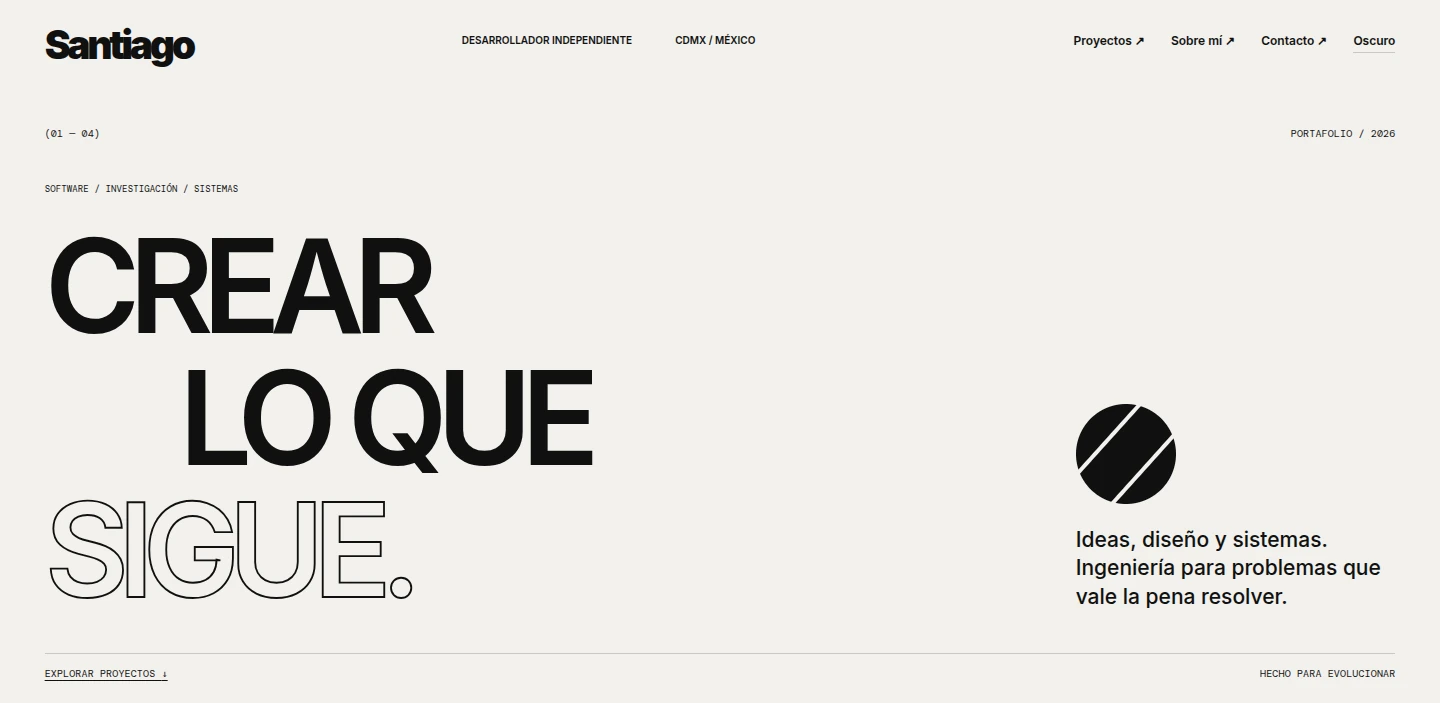 Santiago
DESARROLLADOR INDEPENDIENTE
CDMX / MÉXICO
Proyectos ↗
Sobre mí ↗
Contacto ↗
Oscuro
(01 — 04)
PORTAFOLIO / 2026
SOFTWARE / INVESTIGACIÓN / SISTEMAS
CREAR
LO QUE
SIGUE.
Ideas, diseño y sistemas.
Ingeniería para problemas que
vale la pena resolver.
EXPLORAR PROYECTOS ↓
HECHO PARA EVOLUCIONAR